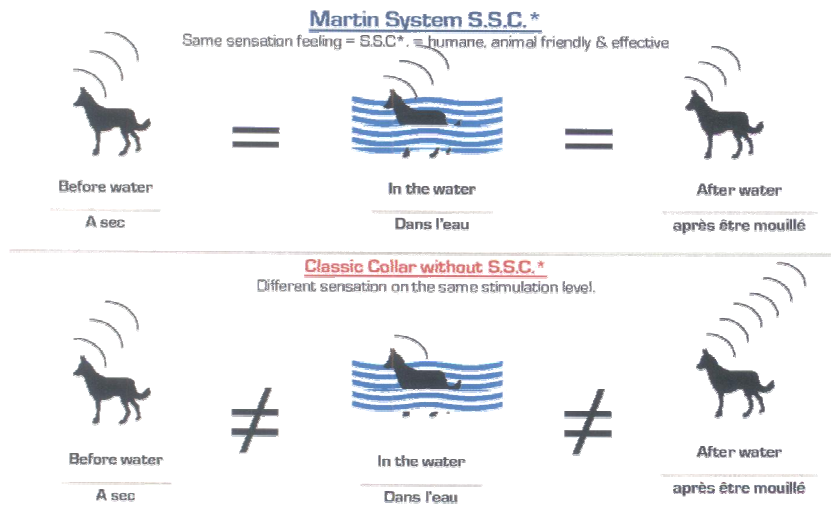 Martin System S.S.C.*
Same sensation feeling = S.S.C*. = humane, animal friendly & effective
=
=
Before water
In the water
After water
A sec
Dans l'eau
après être mouillé
Classic Collar without S.S.C.*
Different sensation on the same stimulation level.
≠
≠
Before water
In the water
After water
A sec
Dans l'eau
après être mouillé